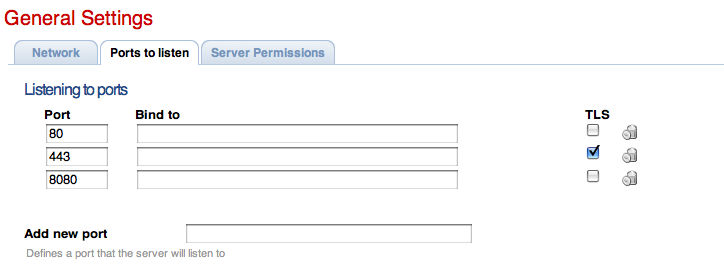 General Settings
Network Ports to listen Server Permissions
Listening to ports
Port Bind to TLS
80
443
8080
Add new port
Defines a port that the server will listen to